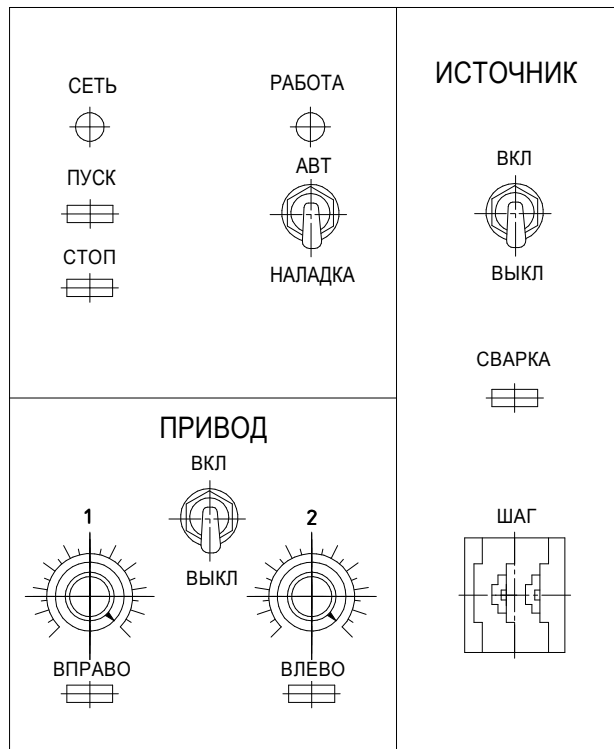 СЕТЬ
РАБОТА
ПУСК
АВТ
СТОП
НАЛАДКА
ПРИВОД
ВКЛ
1
2
ВЫКЛ
ВПРАВО
ВЛЕВО
ИСТОЧНИК
ВКЛ
ВЫКЛ
СВАРКА
ШАГ